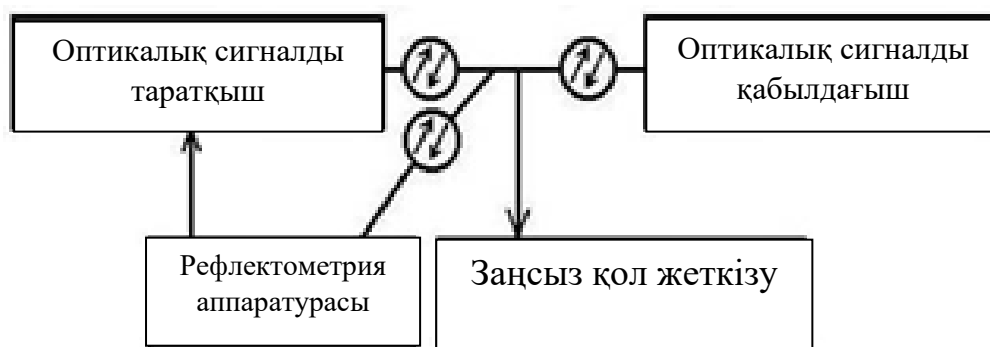 Оптикалық сигналды
таратқыш
Оптикалық сигналды
қабылдағыш
Рефлектометрия
аппаратурасы
Заңсыз қол жеткізу